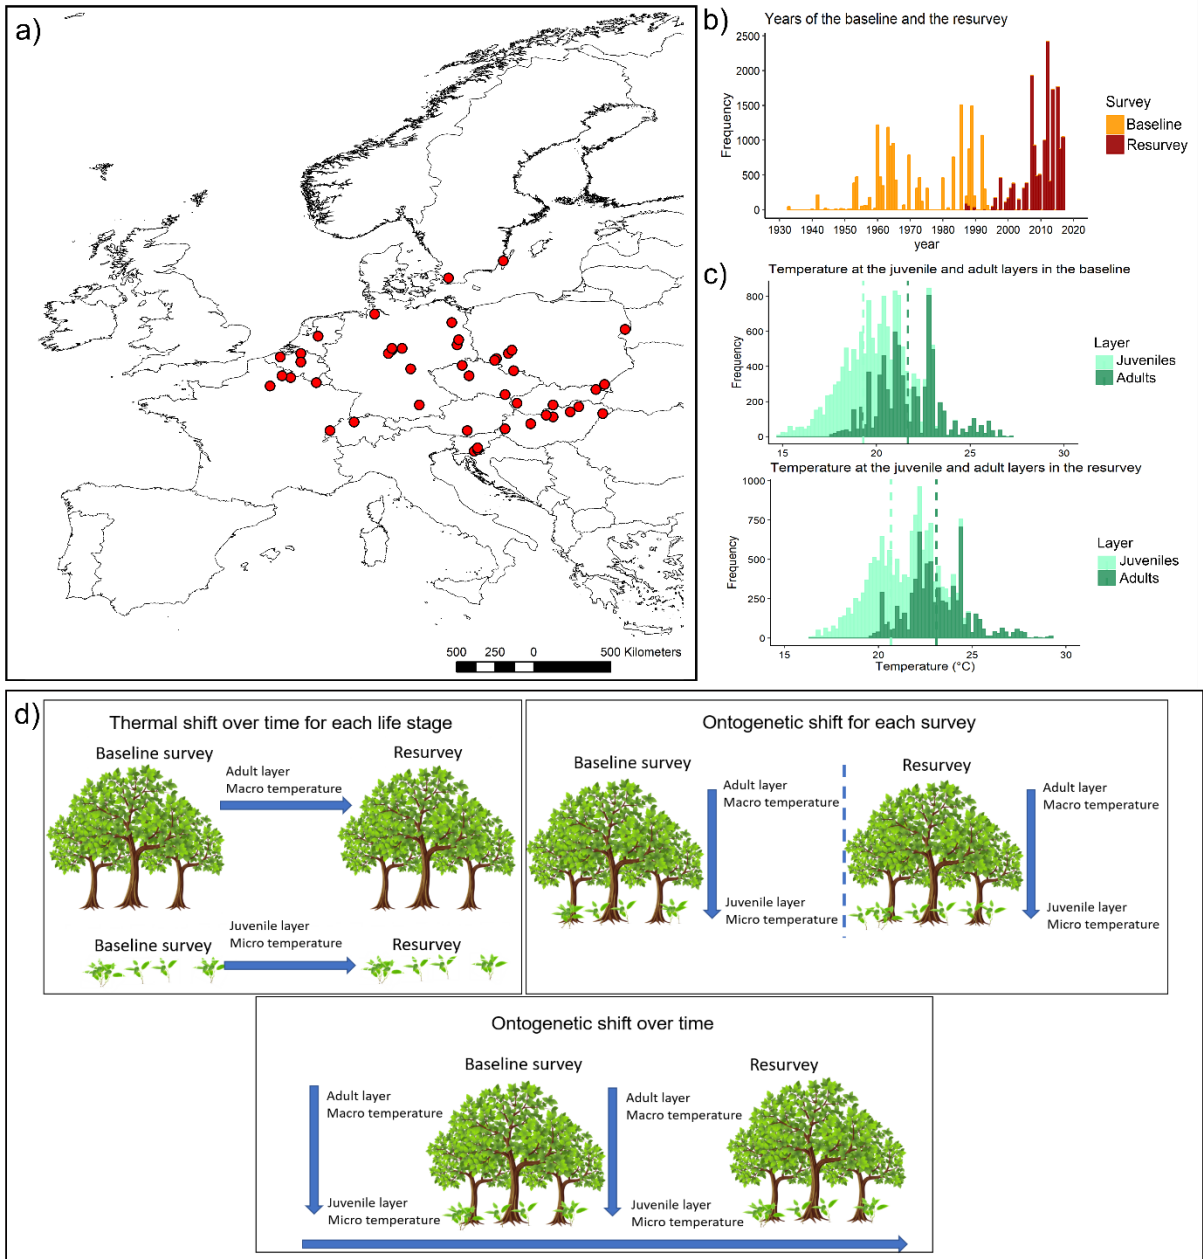 a)
500 250 0 500 Kilometers
b)
Years of the baseline and the resurvey
2500
2000
1500
1000
500
0
Frequency
1930 1940 1950 1960 1970 1980 1990 2000 2010 2020
year
Survey
Baseline
Resurvey
c)
Temperature at the juvenile and adult layers in the baseline
800
600
400
200
0
Frequency
15 20 25 30
Layer
Juveniles
Adults
Temperature at the juvenile and adult layers in the resurvey
1000
750
500
250
0
Frequency
15 20 25 30
Temperature (°C)
Layer
Juveniles
Adults
d)
Thermal shift over time for each life stage
Baseline survey
Adult layer
Macro temperature
Resurvey
Baseline survey
Juvenile layer
Micro temperature
Resurvey
Ontogenetic shift for each survey
Baseline survey
Adult layer
Macro temperature
Juvenile layer
Micro temperature
Resurvey
Adult layer
Macro temperature
Juvenile layer
Micro temperature
Ontogenetic shift over time
Baseline survey
Adult layer
Macro temperature
Juvenile layer
Micro temperature
Resurvey
Adult layer
Macro temperature
Juvenile layer
Micro temperature